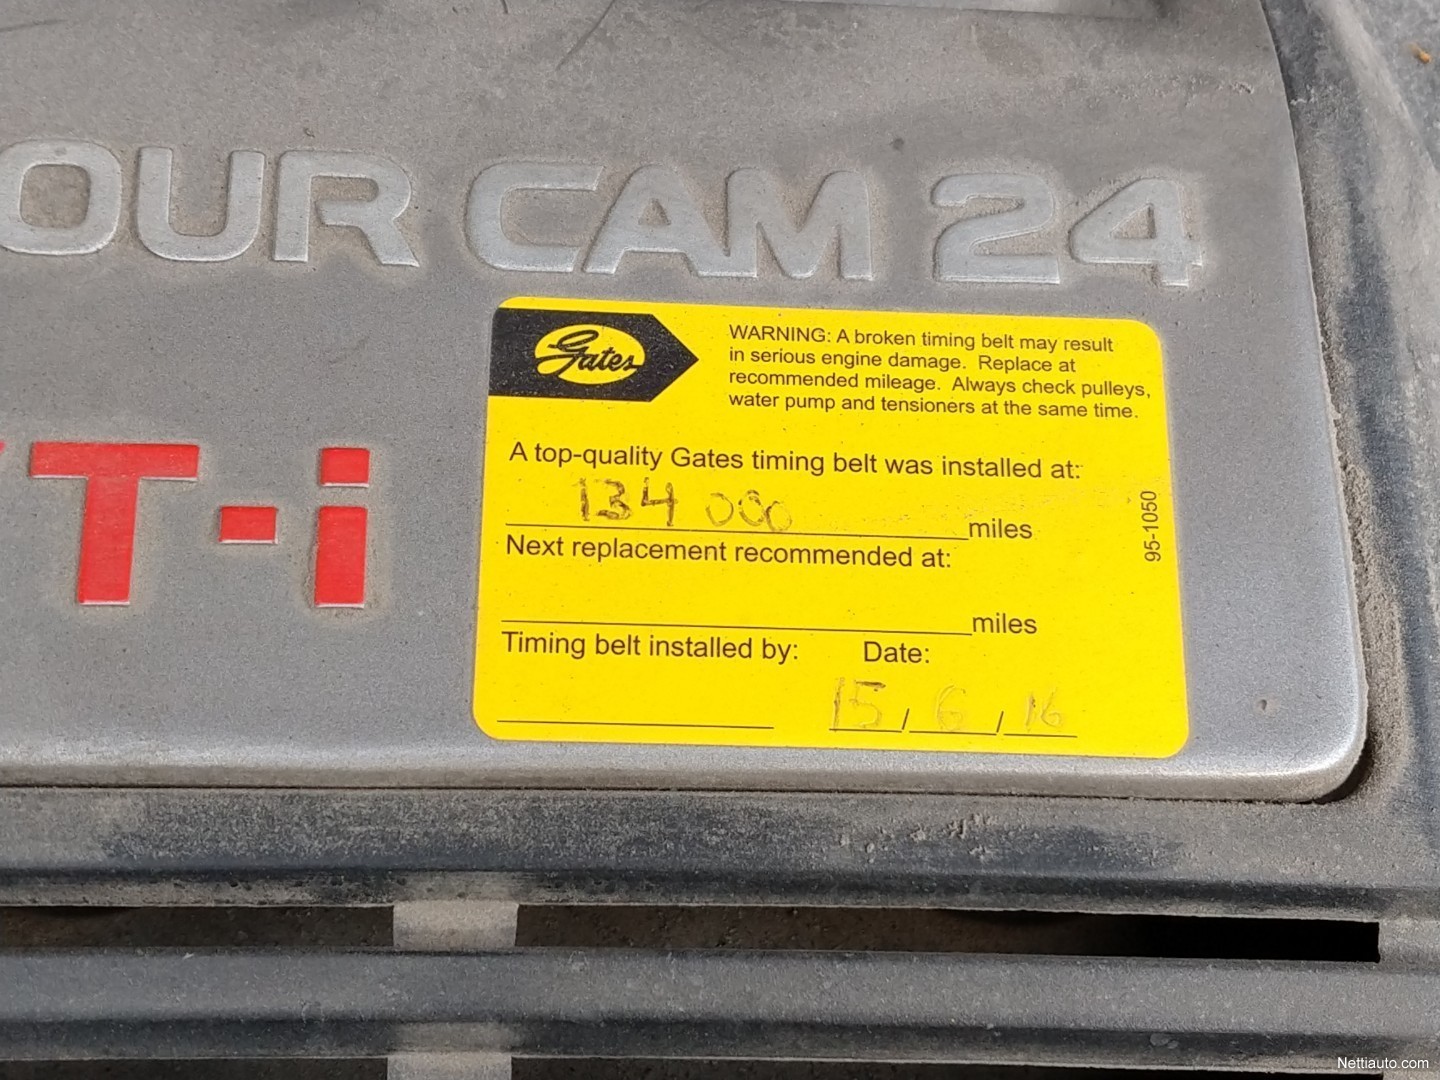 OUR CAM 24
T-i
Gates
WARNING: A broken timing belt may result
in serious engine damage. Replace at
recommended mileage. Always check pulleys,
water pump and tensioners at the same time.
A top-quality Gates timing belt was installed at:
134 000 miles
Next replacement recommended at:
miles
Timing belt installed by: Date:
15 / 6 / 16
95-1050
Nettiauto.com